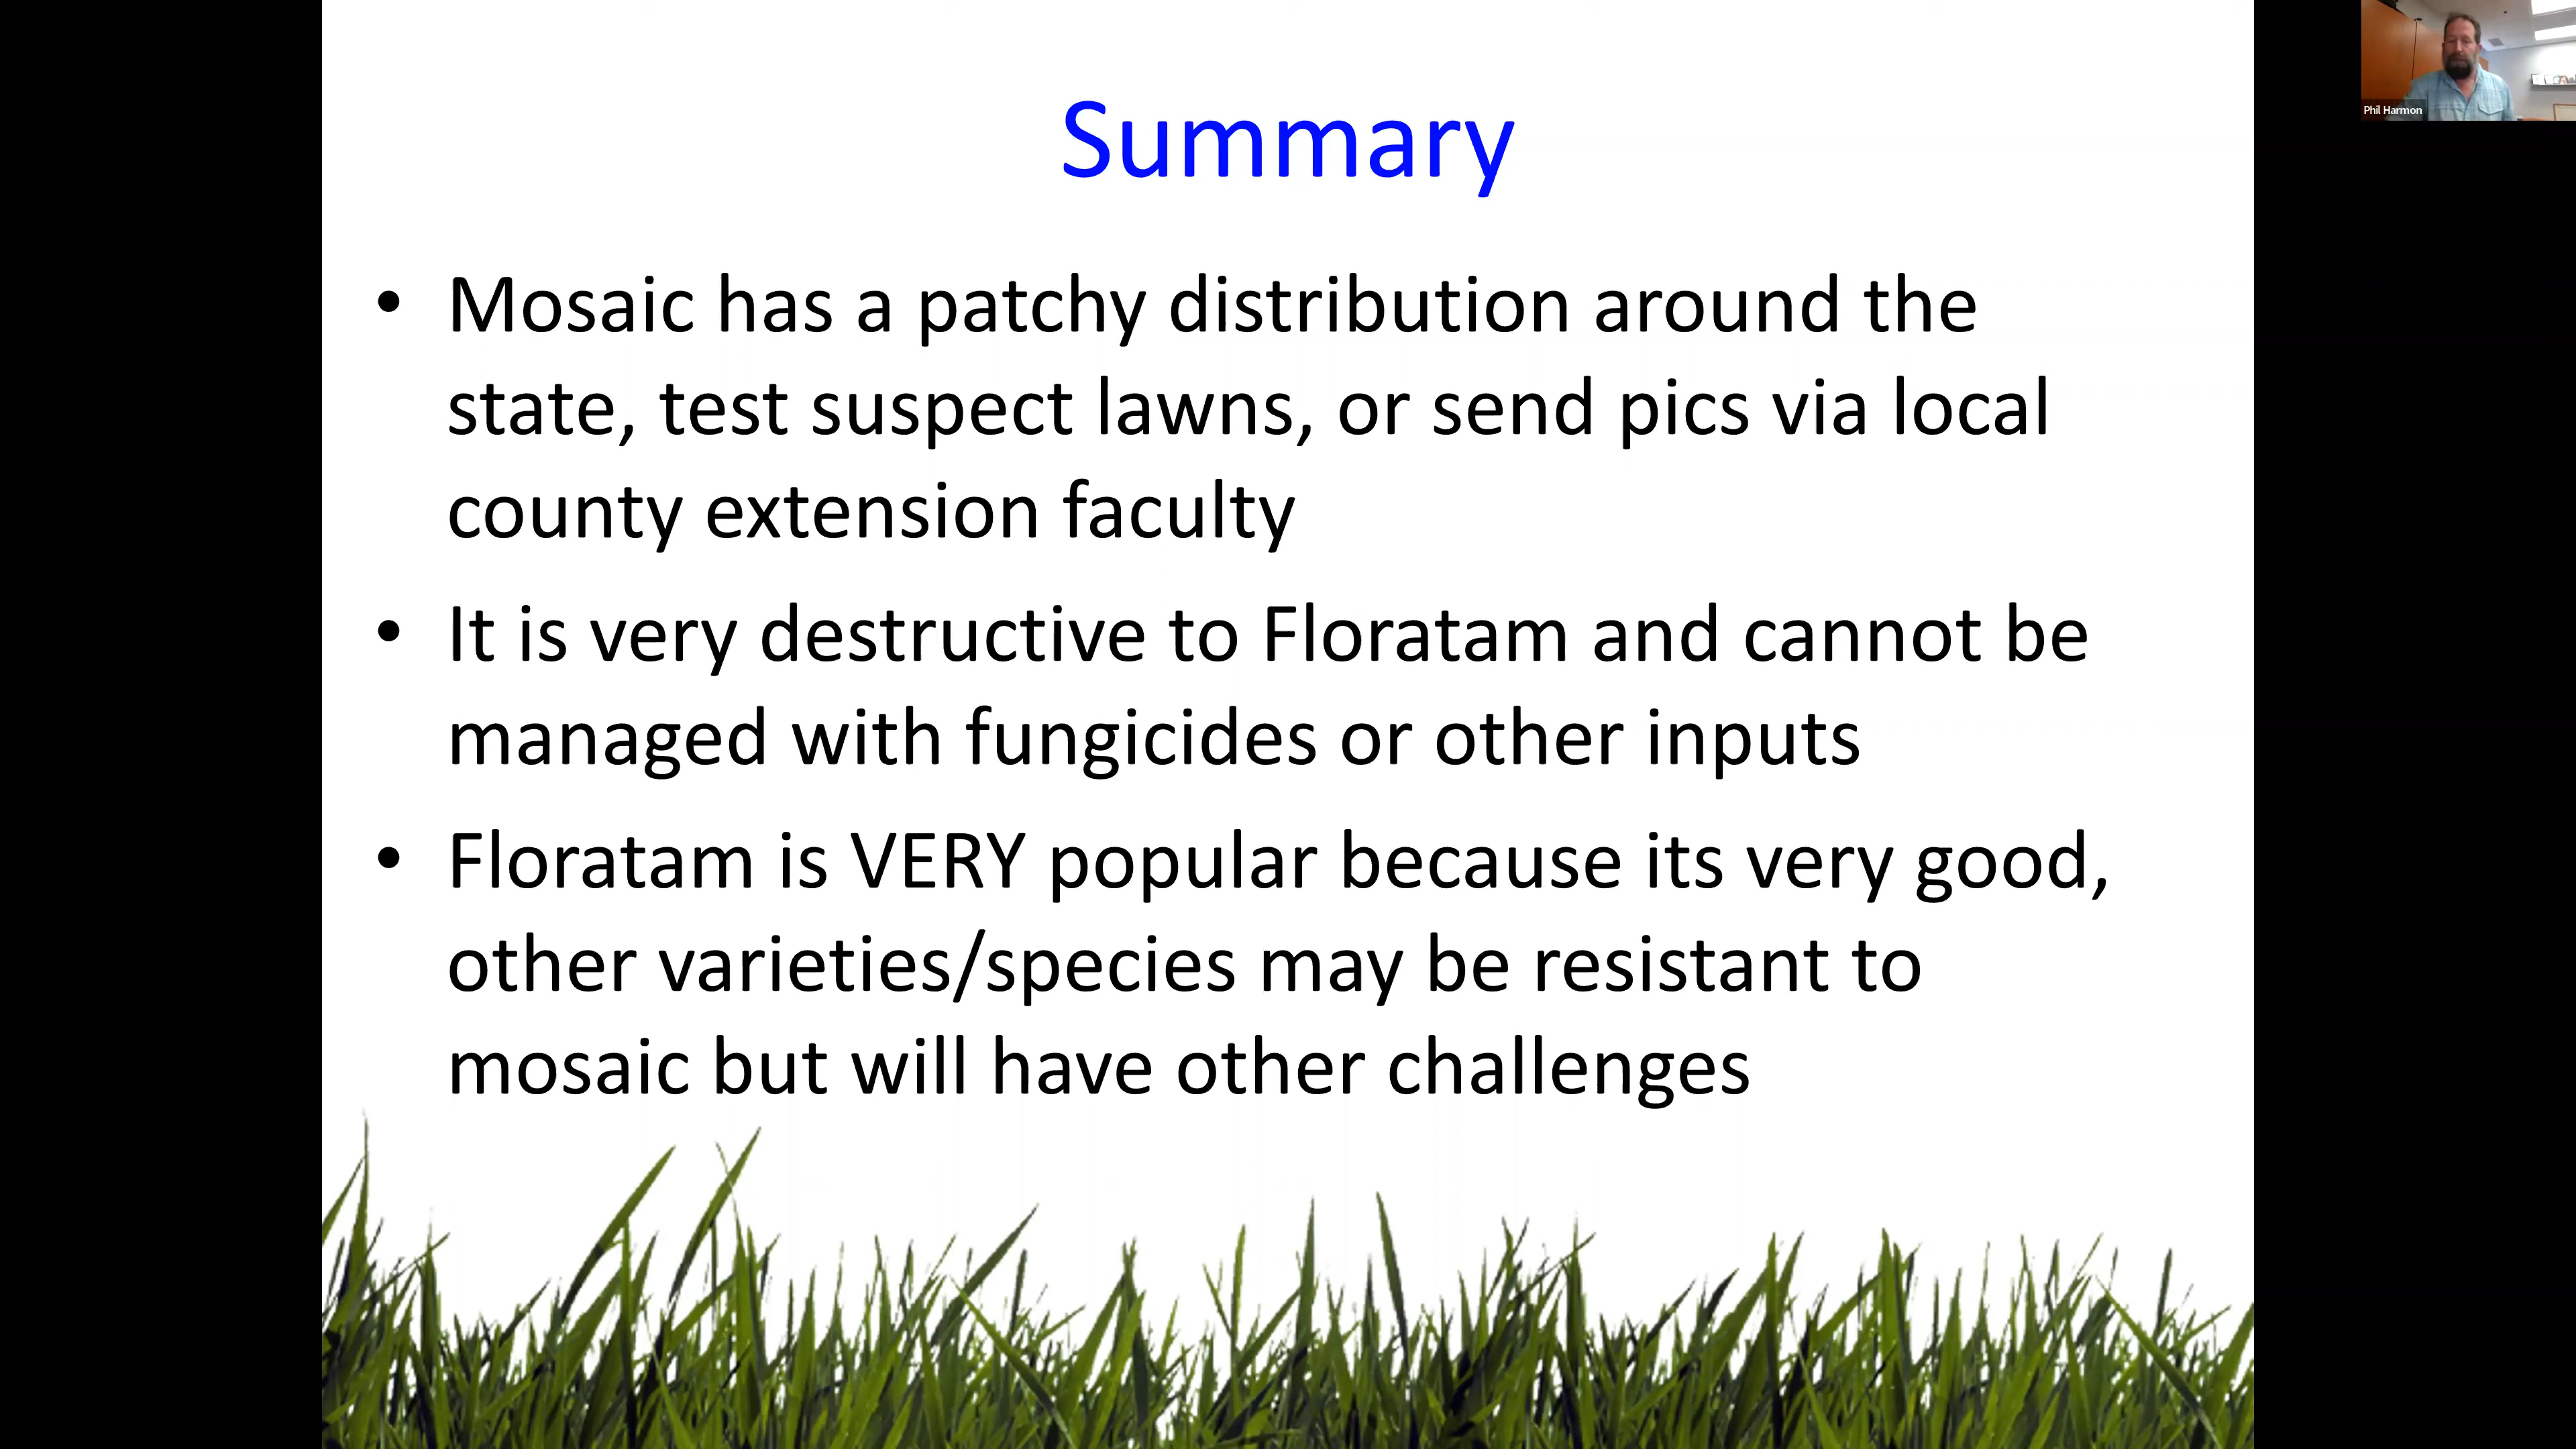 Summary
• Mosaic has a patchy distribution around the
state, test suspect lawns, or send pics via local
county extension faculty
• It is very destructive to Floratam and cannot be
managed with fungicides or other inputs
• Floratam is VERY popular because its very good,
other varieties/species may be resistant to
mosaic but will have other challenges
Phil Harmon